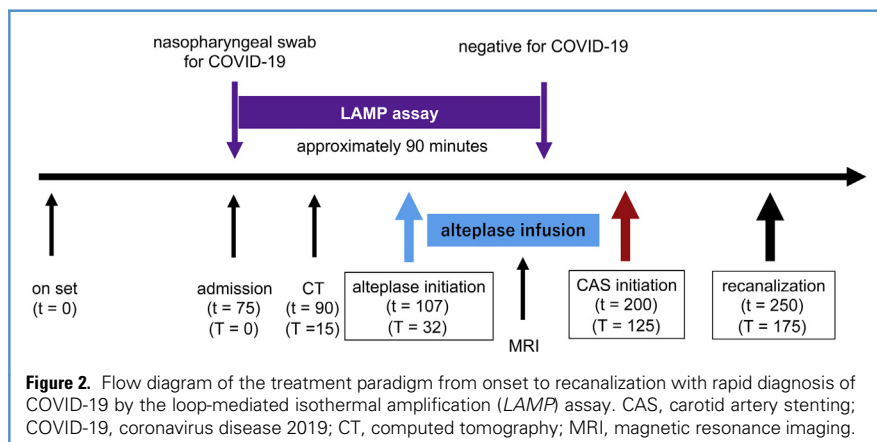 nasopharyngeal swab
for COVID-19
negative for COVID-19
LAMP assay
approximately 90 minutes
alteplase infusion
on set
(t = 0)
admission
(t = 75)
(T = 0)
CT
(t = 90)
(T =15)
alteplase initiation
(t = 107)
(T = 32)
MRI
CAS initiation
(t = 200)
(T = 125)
recanalization
(t = 250)
(T = 175)
Figure 2. Flow diagram of the treatment paradigm from onset to recanalization with rapid diagnosis of
COVID-19 by the loop-mediated isothermal amplification (LAMP) assay. CAS, carotid artery stenting;
COVID-19, coronavirus disease 2019; CT, computed tomography; MRI, magnetic resonance imaging.